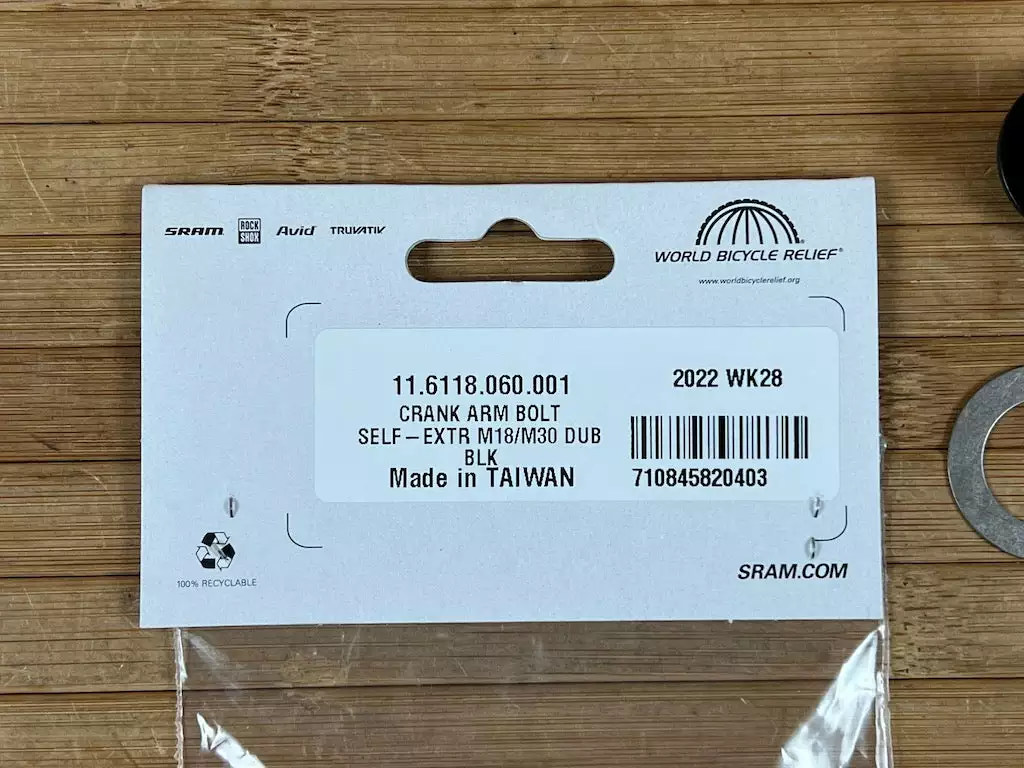 SRAM ROCK SHOX Avid TRUVATIV
WORLD BICYCLE RELIEF®
www.worldbicyclerelief.org
11.6118.060.001
2022 WK28
CRANK ARM BOLT
SELF-EXTR M18/M30 DUB
BLK
Made in TAIWAN
710845820403
100% RECYCLABLE
SRAM.COM